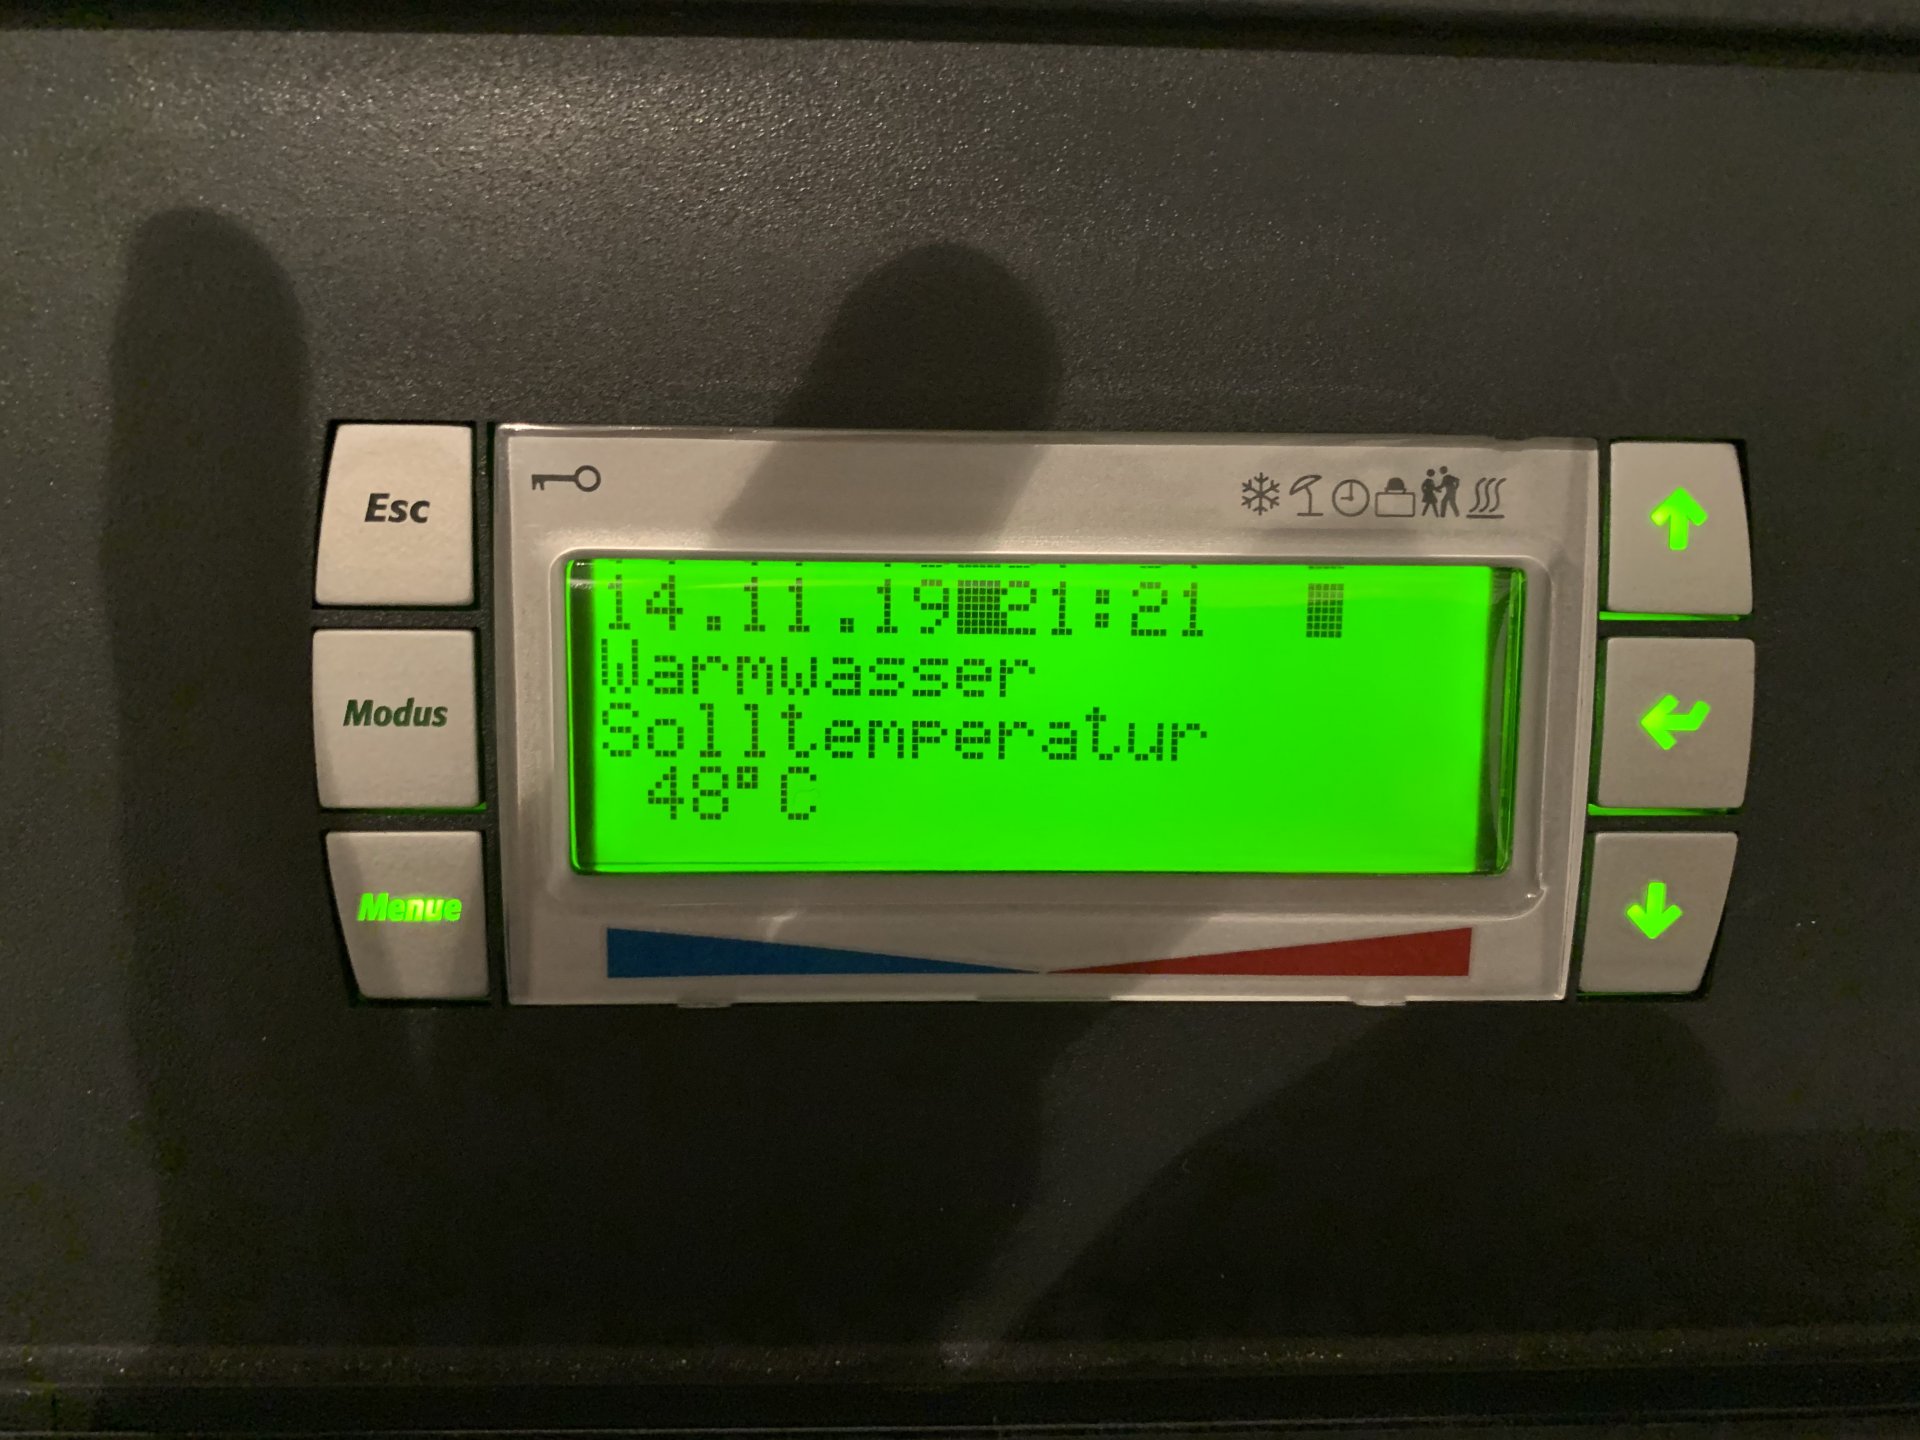 Esc
Modus
Menue
14.11.19 21:21
Warmwasser
Solltemperatur
48°C